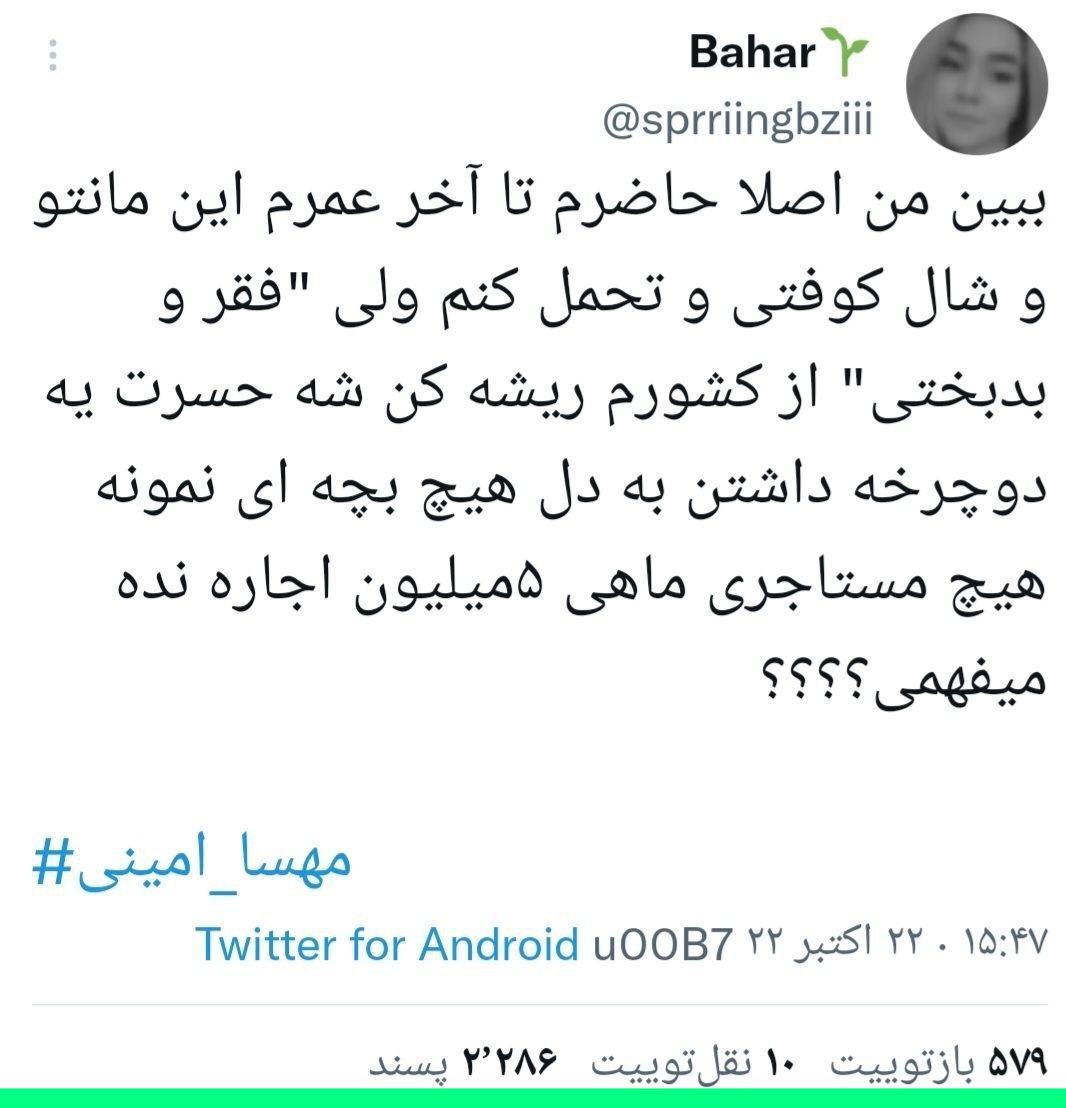 Bahar🌱
@sprriingbziii
ببین من اصلا حاضرم تا آخر عمرم این مانتو
و شال کوفتی و تحمل کنم ولی "فقر و
بدبختی" از کشورم ریشه کن شه حسرت یه
دوچرخه داشتن به دل هیچ بچه ای نمونه
هیچ مستاجری ماهی ۵میلیون اجاره نده
میفهمی؟؟؟؟
#مهسا_امینی
۱۵:۴۷ · ۲۲ اکتبر ۲۲ u00B7 Twitter for Android
۵۷۹ بازتوییت ۱۰ نقل‌توییت ۲٬۲۸۶ پسند